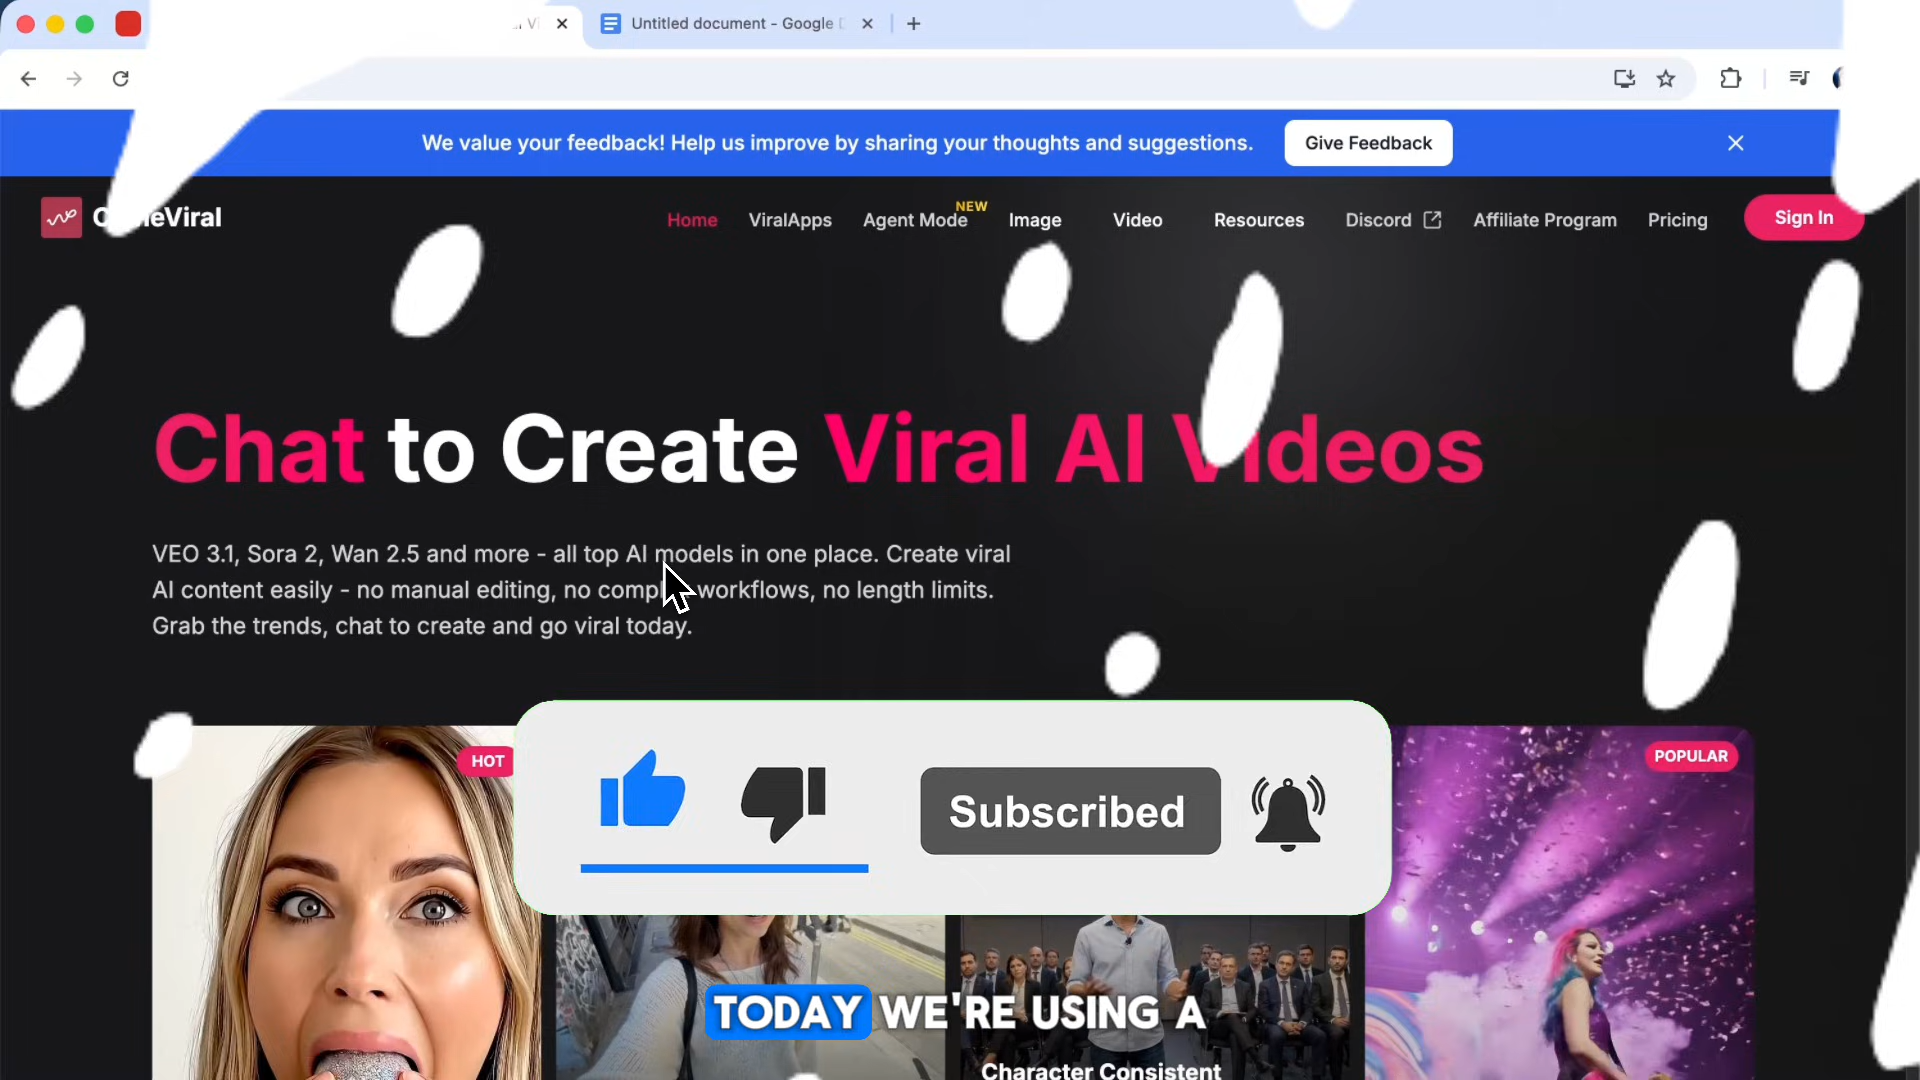 Untitled document - Google
We value your feedback! Help us improve by sharing your thoughts and suggestions.
Give Feedback
Home
ViralApps
Agent Mode
NEW
Image
Video
Resources
Discord
Affiliate Program
Pricing
Sign In
Chat to Create Viral AI Videos
VEO 3.1, Sora 2, Wan 2.5 and more - all top AI models in one place. Create viral
AI content easily - no manual editing, no workflows, no length limits.
Grab the trends, chat to create and go viral today.
HOT
POPULAR
Subscribed
TODAY WE'RE USING A
Character Consistent